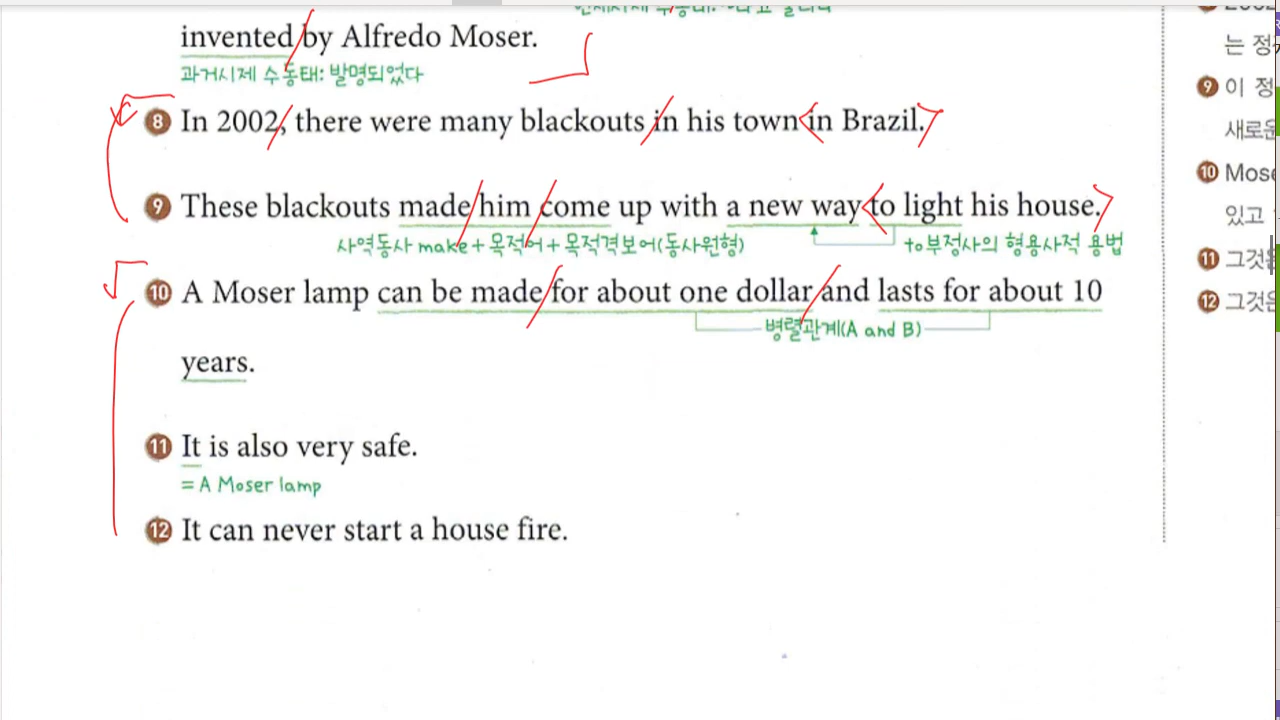 invented by Alfredo Moser.
과거시제 수동태: 발명되었다
8 In 2002, there were many blackouts in his town in Brazil.
9 These blackouts made him come up with a new way to light his house.
사역동사 make + 목적어 + 목적격보어(동사원형)
to부정사의 형용사적 용법
10 A Moser lamp can be made for about one dollar and lasts for about 10
병렬관계(A and B)
years.
11 It is also very safe.
= A Moser lamp
12 It can never start a house fire.
는 정
9 이 정
새로운
10 Mose
있고
11 그것은
12 그것은